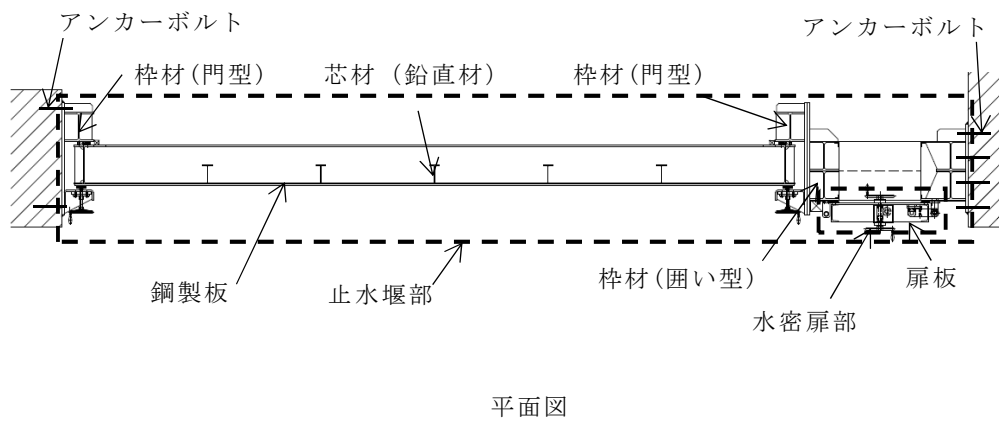 アンカーボルト
アンカーボルト
枠材(門型)
芯材（鉛直材）
枠材(門型)
鋼製板
止水堰部
枠材(囲い型)
扉板
水密扉部
平面図